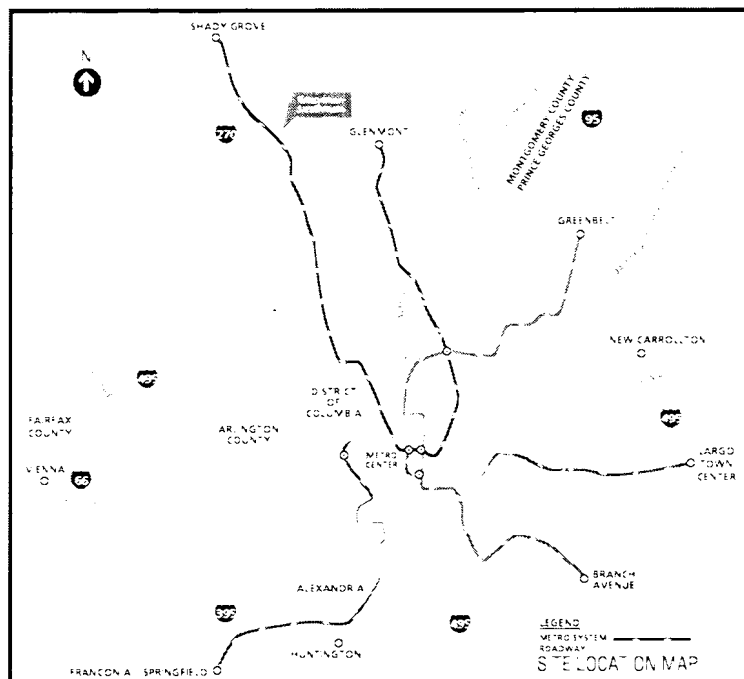 SHADY GROVE
N
270
GLENMONT
MONTGOMERY COUNTY
PRINCE GEORGES COUNTY
95
GREENBELT
NEW CARROLLTON
495
DISTRICT
OF
COLUMBIA
FAIRFAX
COUNTY
ARLINGTON
COUNTY
METRO
CENTER
495
LARGO
TOWN
CENTER
VIENNA
66
BRANCH
AVENUE
ALEXANDRIA
395
495
HUNTINGTON
FRANCONIA SPRINGFIELD
LEGEND
METRO SYSTEM
ROADWAY
SITE LOCATION MAP